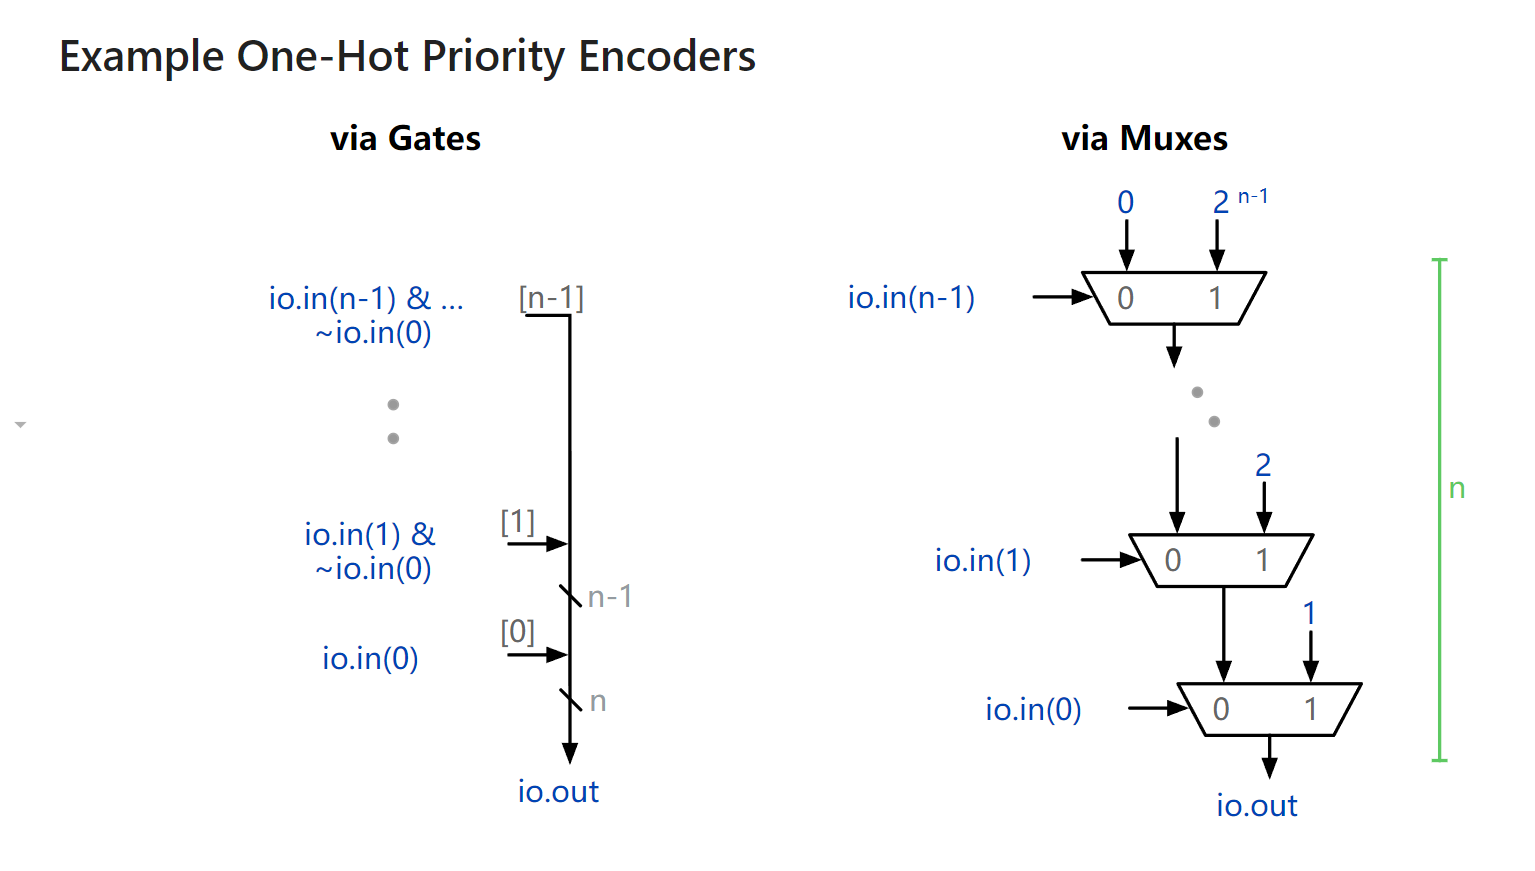 Example One-Hot Priority Encoders
via Gates
io.in(n-1) & ...
~io.in(0)
[n-1]
io.in(1) &
~io.in(0)
[1]
n-1
io.in(0)
[0]
n
io.out
via Muxes
0
2 n-1
io.in(n-1)
0 1
2
io.in(1)
0 1
1
io.in(0)
0 1
io.out
n